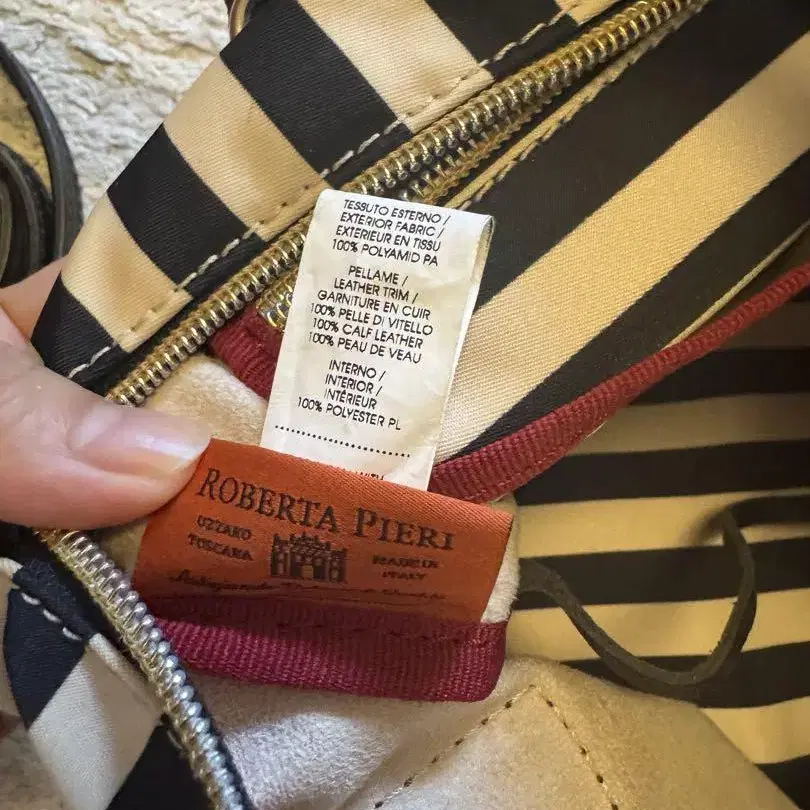 TESSUTO ESTERNO /
EXTERIOR FABRIC /
EXTERIEUR EN TISSU
100% POLYAMID PA
PELLAME /
LEATHER TRIM /
GARNITURE EN CUIR
100% PELLE DI VITELLO
100% CALF LEATHER
100% PEAU DE VEAU
INTERNO /
INTERIOR /
INTÉRIEUR
100% POLYESTER PL
ROBERTA PIERI
UZZANO
TOSCANA
MADE IN
ITALY